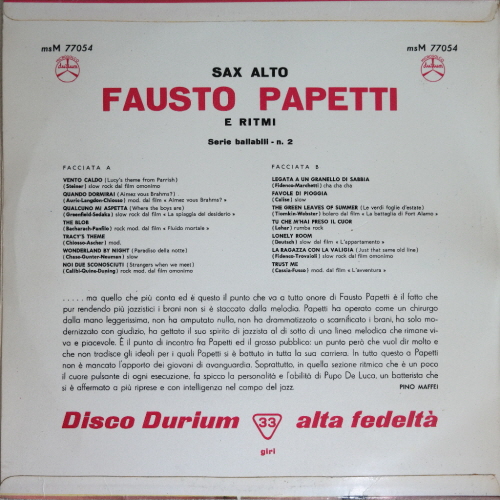 msM 77054
msM 77054
SAX ALTO
FAUSTO PAPETTI
E RITMI
Serie ballabili - n. 2
FACCIATA A
VENTO CALDO (Lucy's theme from Parrish)
(Steiner) slow rock dal film omonimo
QUANDO DORMIRAI (Aimez vous Brahms?)
(Auric-Langdon-Chiosso) mod. dal film « Aimez vous Brahms? »
QUALCUNO MI ASPETTA (Where the boys are)
(Greenfield-Sedaka) slow rock dal film « La spiaggia del desiderio »
THE BLOB
(Bacharach-Panfilo) rock mod. dal film « Fluido mortale »
TRACY'S THEME
(Chiosso-Ascher) mod.
WONDERLAND BY NIGHT (Paradiso della notte)
(Chase-Gunter-Neuman) slow
NOI DUE SCONOSCIUTI (Strangers when we meet)
(Calibi-Quine-Duning) rock mod. dal film omonimo
FACCIATA B
LEGATA A UN GRANELLO DI SABBIA
(Fidenco-Marchetti) cha cha cha
FAVOLE DI PIOGGIA
(Calise) slow
THE GREEN LEAVES OF SUMMER (Le verdi foglie d'estate)
(Tiomkin-Webster) bolero dal film « La battaglia di Fort Alamo »
TU CHE M'HAI PRESO IL CUOR
(Lehar) rumba rock
LONELY ROOM
(Deutsch) slow dal film « L'appartamento »
LA RAGAZZA CON LA VALIGIA (Just that same old line)
(Fidenco-Trovaioli) slow rock dal film omonimo
TRUST ME
(Cassia-Fusco) mod. dal film « L'avventura »
. . . . . ma quello che più conta ed è questo il punto che va a tutto onore di Fausto Papetti è il fatto che
pur rendendo più jazzistici i brani non si è staccato dalla melodia. Papetti ha operato come un chirurgo
dalla mano leggerissima, non ha amputato nulla, non ha drammatizzato o scarnificato i brani, ha solo mo-
dernizzato con giudizio, ha gettato il suo spirito di jazzista al di sotto di una linea melodica che rimane vi-
va e piacevole. È il punto di incontro fra Papetti ed il grosso pubblico: un punto però che vuol dir molto e
che non tradisce gli ideali per i quali Papetti si è battuto in tutta la sua carriera. In tutto questo a Papetti
non è mancato l'apporto dei giovani di avanguardia. Soprattutto, in quella sezione ritmica che è un poco
il cuore pulsante di ogni esecuzione, fa spicco la personalità e l'abilità di Pupo De Luca, un batterista che
si è affermato a più riprese e con intelligenza nel campo del jazz.
PINO MAFFEI
Disco Durium 33 alta fedeltà
giri